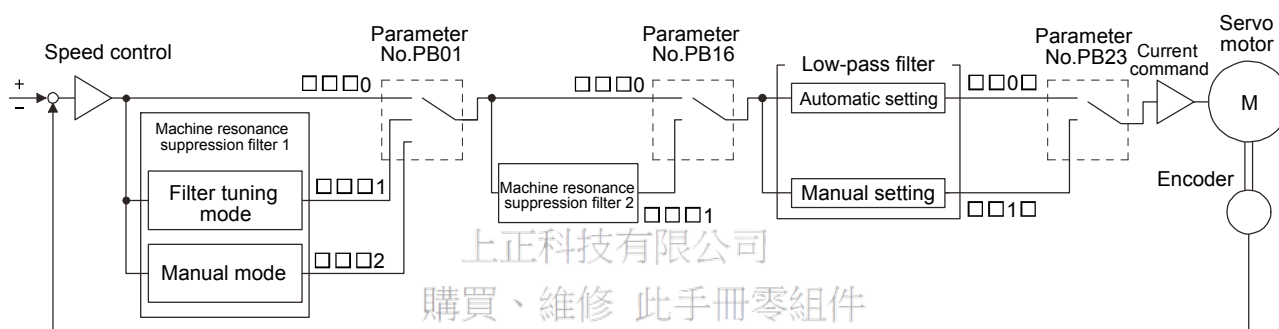 Speed control
+
−
Parameter
No.PB01
□□□0
Machine resonance
suppression filter 1
Filter tuning
mode
□□□1
Manual mode
□□□2
Parameter
No.PB16
□□□0
Machine resonance
suppression filter 2
□□□1
Low-pass filter
Automatic setting
□□0□
Manual setting
□□1□
Parameter
No.PB23
Current
command
Servo
motor
M
Encoder
上正科技有限公司
購買、維修 此手冊零組件